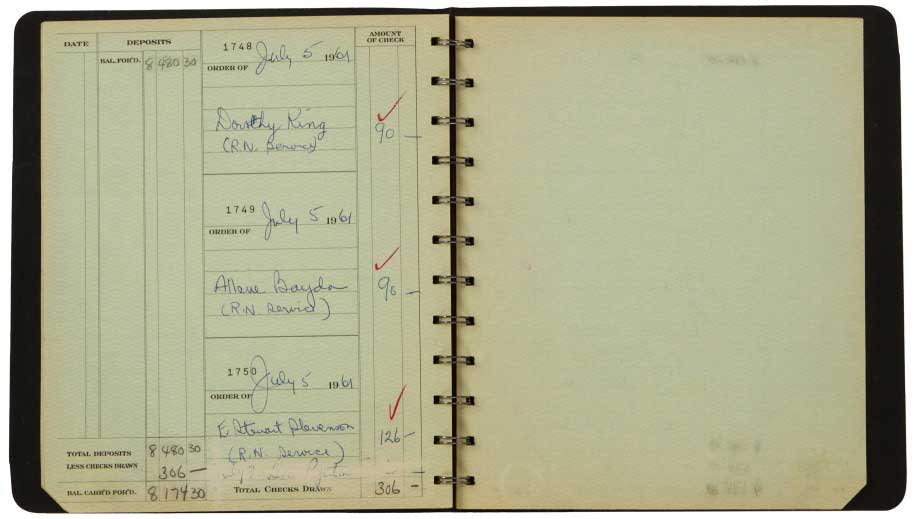 DATE DEPOSITS AMOUNT OF CHECK
BAL. FOR'D. 8 480 30
1748 July 5 1961
ORDER OF
Dorothy King 90 —
(R.N. Service)
1749 July 5 1961
ORDER OF
Allene 90 —
(R.N. Service)
1750 July 5 1961
ORDER OF
E Stewart Stevenson 126 —
(R.N. Service)
TOTAL DEPOSITS 8 480 30
LESS CHECKS DRAWN 306 —
BAL. CARR'D FOR'D. 8 174 30 TOTAL CHECKS DRAWN 306 —